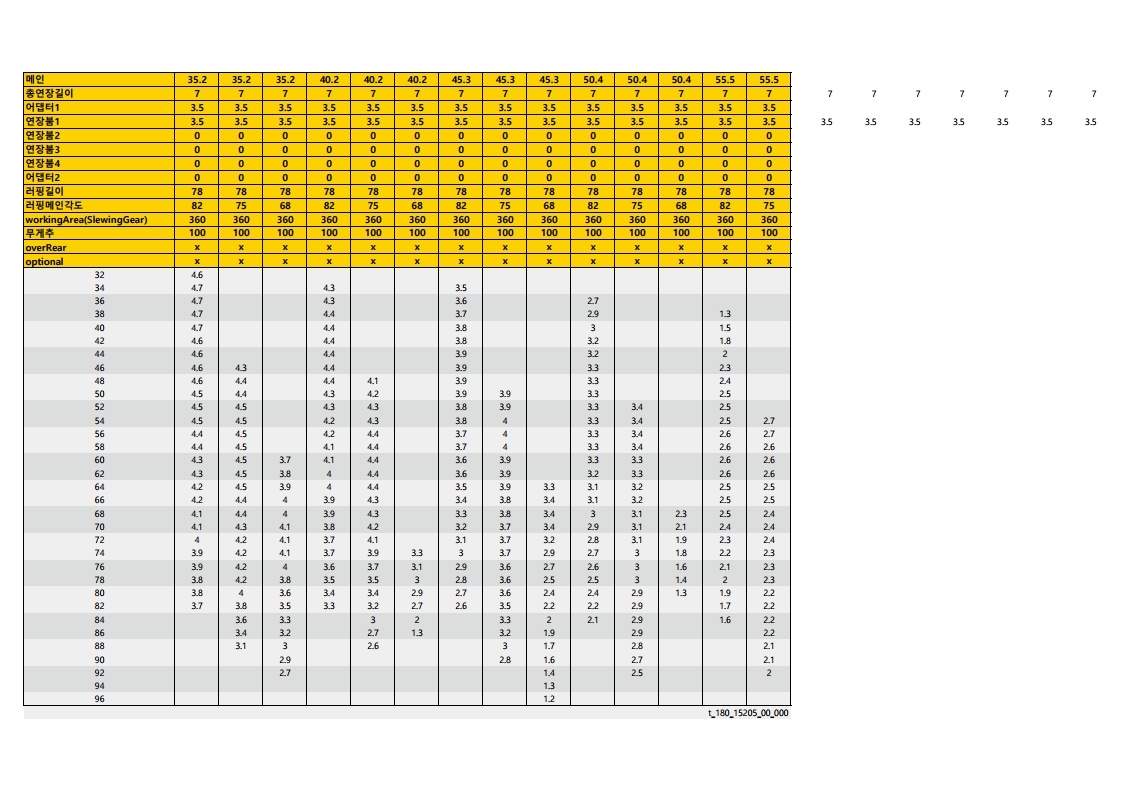 메인 35.2 35.2 35.2 40.2 40.2 40.2 45.3 45.3 45.3 50.4 50.4 50.4 55.5 55.5
총연장길이 7 7 7 7 7 7 7 7 7 7 7 7 7 7 7 7 7 7 7 7 7
어댑터1 3.5 3.5 3.5 3.5 3.5 3.5 3.5 3.5 3.5 3.5 3.5 3.5 3.5 3.5
연장붐1 3.5 3.5 3.5 3.5 3.5 3.5 3.5 3.5 3.5 3.5 3.5 3.5 3.5 3.5 3.5 3.5 3.5 3.5 3.5 3.5 3.5
연장붐2 0 0 0 0 0 0 0 0 0 0 0 0 0 0
연장붐3 0 0 0 0 0 0 0 0 0 0 0 0 0 0
연장붐4 0 0 0 0 0 0 0 0 0 0 0 0 0 0
어댑터2 0 0 0 0 0 0 0 0 0 0 0 0 0 0
러핑길이 78 78 78 78 78 78 78 78 78 78 78 78 78 78
러핑메인각도 82 75 68 82 75 68 82 75 68 82 75 68 82 75
workingArea(SlewingGear) 360 360 360 360 360 360 360 360 360 360 360 360 360 360
무게추 100 100 100 100 100 100 100 100 100 100 100 100 100 100
overRear x x x x x x x x x x x x x x
optional x x x x x x x x x x x x x x
32 4.6
34 4.7 4.3 3.5
36 4.7 4.3 3.6 2.7
38 4.7 4.4 3.7 2.9 1.3
40 4.7 4.4 3.8 3 1.5
42 4.6 4.4 3.8 3.2 1.8
44 4.6 4.4 3.9 3.2 2
46 4.6 4.3 4.4 3.9 3.3 2.3
48 4.6 4.4 4.4 4.1 3.9 3.3 2.4
50 4.5 4.4 4.3 4.2 3.9 3.9 3.3 2.5
52 4.5 4.5 4.3 4.3 3.8 3.9 3.3 3.4 2.5
54 4.5 4.5 4.2 4.3 3.8 4 3.3 3.4 2.5 2.7
56 4.4 4.5 4.2 4.4 3.7 4 3.3 3.4 2.6 2.7
58 4.4 4.5 4.1 4.4 3.7 4 3.3 3.4 2.6 2.6
60 4.3 4.5 3.7 4.1 4.4 3.6 3.9 3.3 3.3 2.6 2.6
62 4.3 4.5 3.8 4 4.4 3.6 3.9 3.2 3.3 2.6 2.6
64 4.2 4.5 3.9 4 4.4 3.5 3.9 3.3 3.1 3.2 2.5 2.5
66 4.2 4.4 4 3.9 4.3 3.4 3.8 3.4 3.1 3.2 2.5 2.5
68 4.1 4.4 4 3.9 4.3 3.3 3.8 3.4 3 3.1 2.3 2.5 2.4
70 4.1 4.3 4.1 3.8 4.2 3.2 3.7 3.4 2.9 3.1 2.1 2.4 2.4
72 4 4.2 4.1 3.7 4.1 3.1 3.7 3.2 2.8 3.1 1.9 2.3 2.4
74 3.9 4.2 4.1 3.7 3.9 3.3 3 3.7 2.9 2.7 3 1.8 2.2 2.3
76 3.9 4.2 4 3.6 3.7 3.1 2.9 3.6 2.7 2.6 3 1.6 2.1 2.3
78 3.8 4.2 3.8 3.5 3.5 3 2.8 3.6 2.5 2.5 3 1.4 2 2.3
80 3.8 4 3.6 3.4 3.4 2.9 2.7 3.6 2.4 2.4 2.9 1.3 1.9 2.2
82 3.7 3.8 3.5 3.3 3.2 2.7 2.6 3.5 2.2 2.2 2.9 1.7 2.2
84 3.6 3.3 3 2 3.3 2 2.1 2.9 1.6 2.2
86 3.4 3.2 2.7 1.3 3.2 1.9 2.9 2.2
88 3.1 3 2.6 3 1.7 2.8 2.1
90 2.9 2.8 1.6 2.7 2.1
92 2.7 1.4 2.5 2
94 1.3
96 1.2
t_180_15205_00_000